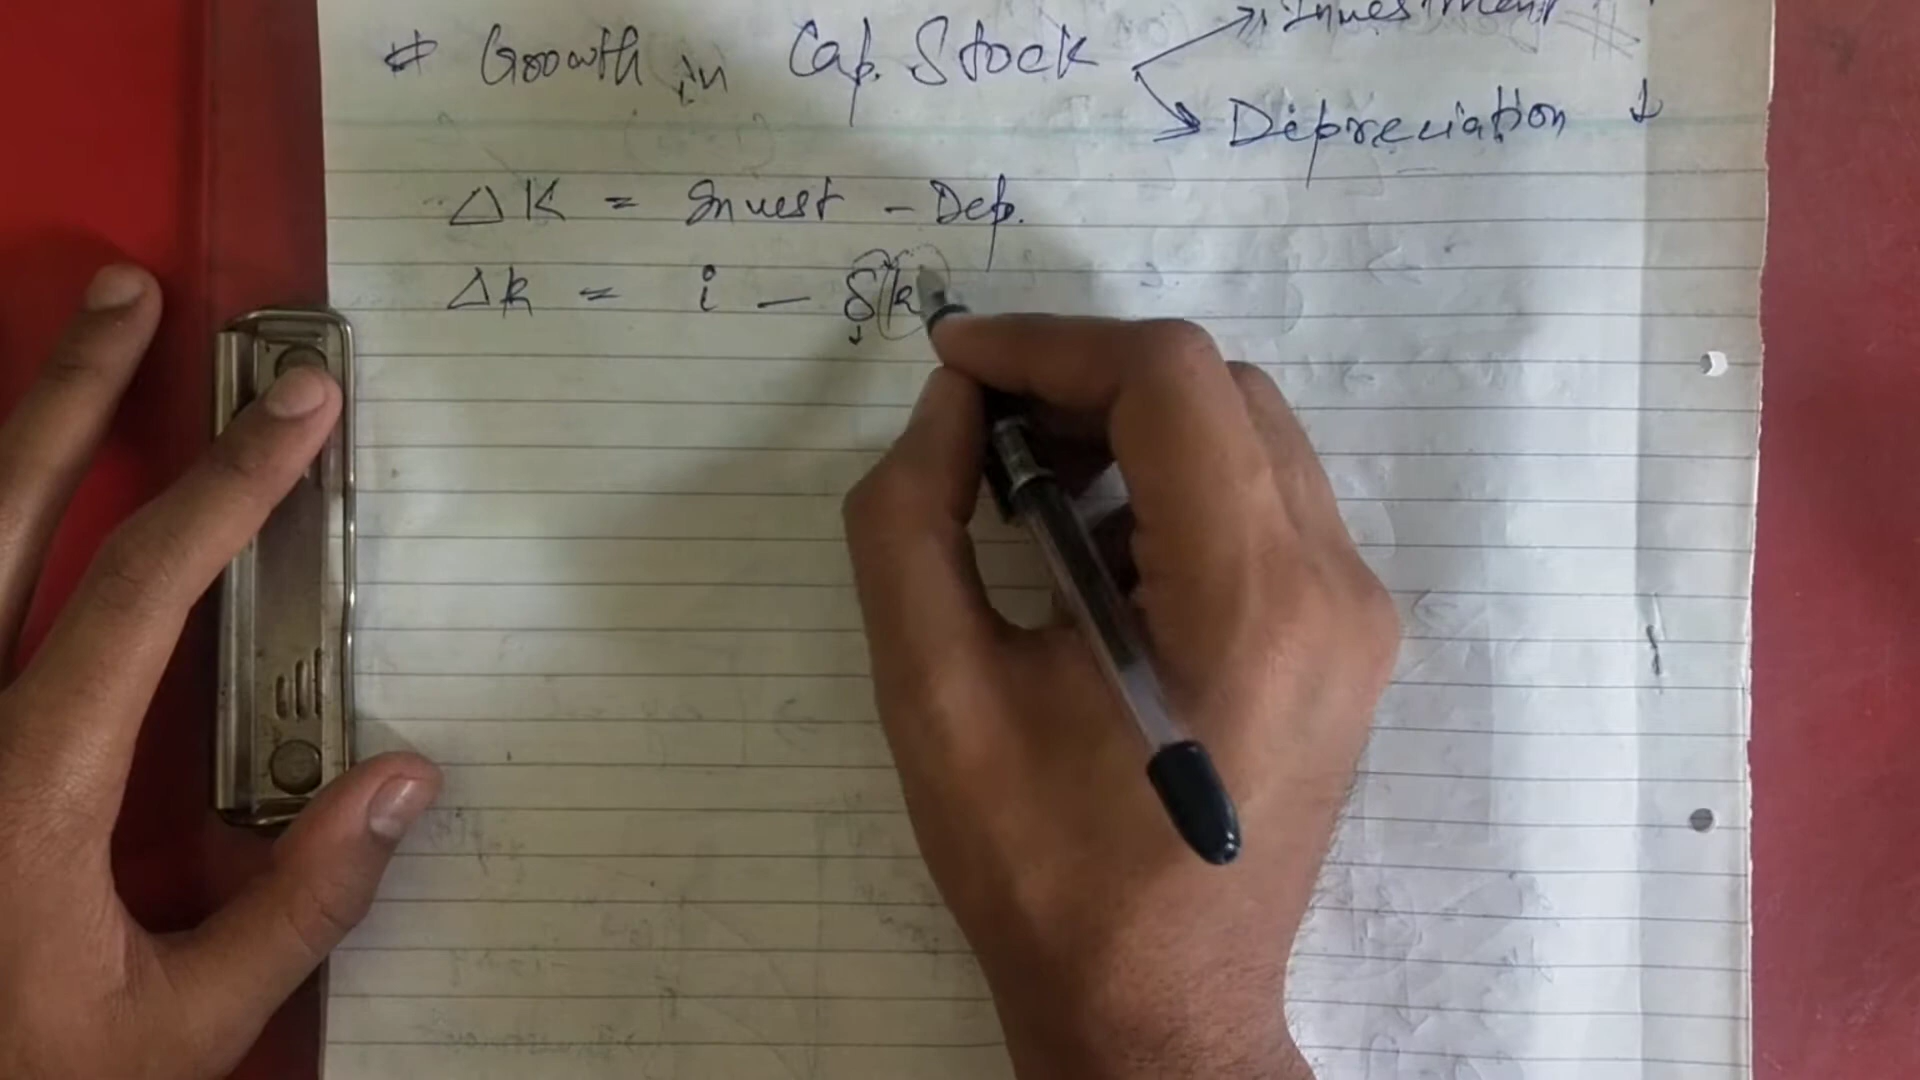 # Growth in Cap. Stock → Investment
→ Depreciation ↓
ΔK = Invest - Dep.
Δk = i - δk